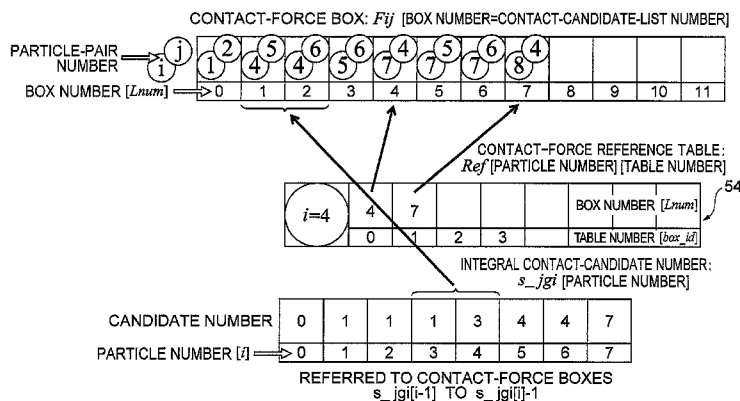 CONTACT-FORCE BOX: Fij [BOX NUMBER=CONTACT-CANDIDATE-LIST NUMBER]
PARTICLE-PAIR NUMBER
i j
1 2 4 5 4 6 5 6 7 4 7 5 7 6 8 4
BOX NUMBER [Lnum] 0 1 2 3 4 5 6 7 8 9 10 11
CONTACT-FORCE REFERENCE TABLE:
Ref [PARTICLE NUMBER] [TABLE NUMBER]
54
i=4
4 7 BOX NUMBER [Lnum]
0 1 2 3 TABLE NUMBER [box_id]
INTEGRAL CONTACT-CANDIDATE NUMBER:
s_jgi [PARTICLE NUMBER]
CANDIDATE NUMBER 0 1 1 1 3 4 4 7
PARTICLE NUMBER [i] 0 1 2 3 4 5 6 7
REFERRED TO CONTACT-FORCE BOXES
s_jgi[i-1] TO s_jgi[i]-1